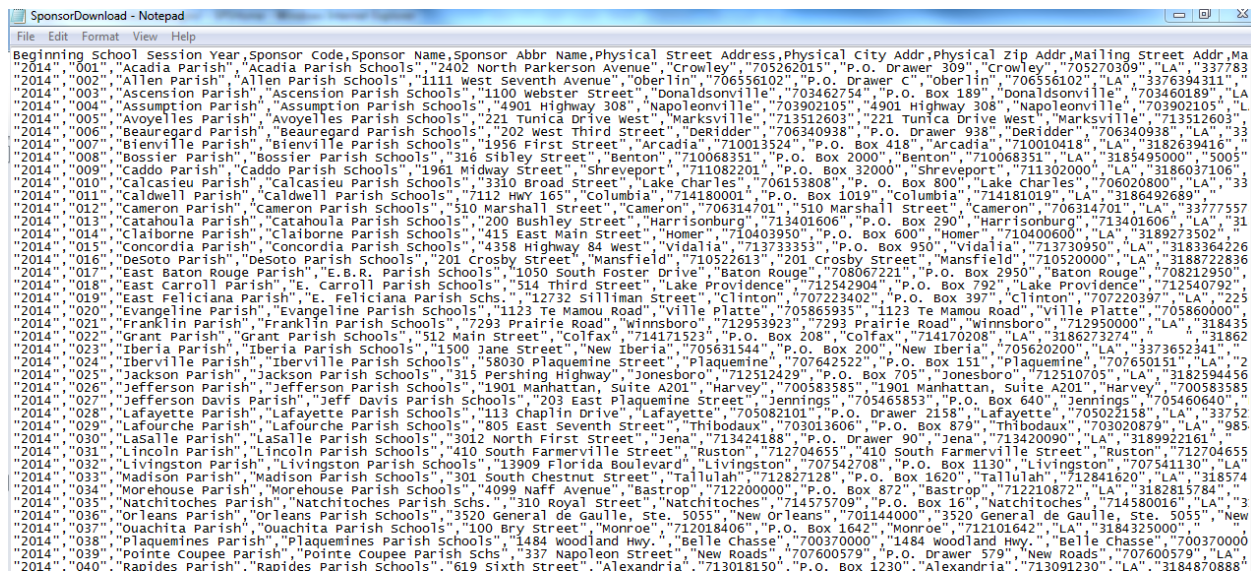 SponsorDownload - Notepad
File Edit Format View Help
Beginning School Session Year,Sponsor Code,Sponsor Name,Sponsor Abbr Name,Physical Street Address,Physical City Addr,Physical Zip Addr,Mailing Street Addr,Ma
"2014","001","Acadia Parish","Acadia Parish Schools","2402 North Parkerson Avenue","Crowley","705262015","P.O. Drawer 309","Crowley","705270309","LA","337783
"2014","002","Allen Parish","Allen Parish Schools","1111 West Seventh Avenue","Oberlin","706556102","P.O. Drawer C","Oberlin","706556102","LA","3376394311","
"2014","003","Ascension Parish","Ascension Parish Schools","1100 Webster Street","Donaldsonville","703462754","P.O. Box 189","Donaldsonville","703460189","LA
"2014","004","Assumption Parish","Assumption Parish Schools","4901 Highway 308","Napoleonville","703902105","4901 Highway 308","Napoleonville","703902105","L
"2014","005","Avoyelles Parish","Avoyelles Parish Schools","221 Tunica Drive West","Marksville","713512603","221 Tunica Drive West","Marksville","713512603",
"2014","006","Beauregard Parish","Beauregard Parish Schools","202 West Third Street","DeRidder","706340938","P.O. Drawer 938","DeRidder","706340938","LA","33
"2014","007","Bienville Parish","Bienville Parish Schools","1956 First Street","Arcadia","710013524","P.O. Box 418","Arcadia","710010418","LA","3182639416","
"2014","008","Bossier Parish","Bossier Parish Schools","316 Sibley Street","Benton","710068351","P.O. Box 2000","Benton","710068351","LA","3185495000","5005"
"2014","009","Caddo Parish","Caddo Parish Schools","1961 Midway Street","Shreveport","711082201","P.O. Box 32000","Shreveport","711302000","LA","3186037106",
"2014","010","Calcasieu Parish","Calcasieu Parish Schools","3310 Broad Street","Lake Charles","706153808","P. O. Box 800","Lake Charles","706020800","LA","33
"2014","011","Caldwell Parish","Caldwell Parish Schools","7112 HWY 165","Columbia","714180001","P.O. Box 1019","Columbia","714181019","LA","3186492689","
"2014","012","Cameron Parish","Cameron Parish Schools","510 Marshall Street","Cameron","706314701","510 Marshall Street","Cameron","706314701","LA","33777557
"2014","013","Catahoula Parish","Catahoula Parish Schools","200 Bushley Street","Harrisonburg","713401606","P.O. Box 290","Harrisonburg","713401606","LA","31
"2014","014","Claiborne Parish","Claiborne Parish Schools","415 East Main Street","Homer","710403950","P.O. Box 600","Homer","710400600","LA","3189273502","
"2014","015","Concordia Parish","Concordia Parish Schools","4358 Highway 84 West","Vidalia","713733353","P.O. Box 950","Vidalia","713730950","LA","3183364226
"2014","016","DeSoto Parish","DeSoto Parish Schools","201 Crosby Street","Mansfield","710522613","201 Crosby Street","Mansfield","710520000","LA","3188722836
"2014","017","East Baton Rouge Parish","E.B.R. Parish Schools","1050 South Foster Drive","Baton Rouge","708067221","P.O. Box 2950","Baton Rouge","708212950","
"2014","018","East Carroll Parish","E. Carroll Parish Schools","514 Third Street","Lake Providence","712542904","P.O. Box 792","Lake Providence","712540792","
"2014","019","East Feliciana Parish","E. Feliciana Parish Schs.","12732 Silliman Street","Clinton","707223402","P.O. Box 397","Clinton","707220397","LA","225
"2014","020","Evangeline Parish","Evangeline Parish Schools","1123 Te Mamou Road","Ville Platte","705865935","1123 Te Mamou Road","Ville Platte","705860000","
"2014","021","Franklin Parish","Franklin Parish Schools","7293 Prairie Road","Winnsboro","712953923","7293 Prairie Road","Winnsboro","712950000","LA","318435
"2014","022","Grant Parish","Grant Parish Schools","512 Main Street","Colfax","714171523","P.O. Box 208","Colfax","714170208","LA","3186273274","          ","31862
"2014","023","Iberia Parish","Iberia Parish Schools","1500 Jane Street","New Iberia","705631544","P.O. Box 200","New Iberia","705620200","LA","3373652341","
"2014","024","Iberville Parish","Iberville Parish Schools","58030 Plaquemine Street","Plaquemine","707642522","P.O. Box 151","Plaquemine","707650151","LA","2
"2014","025","Jackson Parish","Jackson Parish Schools","315 Pershing Highway","Jonesboro","712512429","P.O. Box 705","Jonesboro","712510705","LA","3182594456
"2014","026","Jefferson Parish","Jefferson Parish Schools","1901 Manhattan, Suite A201","Harvey","700583585","1901 Manhattan, Suite A201","Harvey","700583585
"2014","027","Jefferson Davis Parish","Jeff Davis Parish Schools","203 East Plaquemine Street","Jennings","705465853","P.O. Box 640","Jennings","705460640","
"2014","028","Lafayette Parish","Lafayette Parish Schools","113 Chaplin Drive","Lafayette","705082101","P.O. Drawer 2158","Lafayette","705022158","LA","33752
"2014","029","Lafourche Parish","Lafourche Parish Schools","805 East Seventh Street","Thibodaux","703013606","P.O. Box 879","Thibodaux","703020879","LA","985
"2014","030","LaSalle Parish","LaSalle Parish Schools","3012 North First Street","Jena","713424188","P.O. Drawer 90","Jena","713420090","LA","3189922161","
"2014","031","Lincoln Parish","Lincoln Parish Schools","410 South Farmerville Street","Ruston","712704655","410 South Farmerville Street","Ruston","712704655
"2014","032","Livingston Parish","Livingston Parish Schools","13909 Florida Boulevard","Livingston","707542708","P.O. Box 1130","Livingston","707541130","LA"
"2014","033","Madison Parish","Madison Parish Schools","301 South Chestnut Street","Tallulah","712827128","P.O. Box 1620","Tallulah","712841620","LA","318574
"2014","034","Morehouse Parish","Morehouse Parish Schools","4099 Naff Avenue","Bastrop","712200000","P.O. Box 872","Bastrop","712210872","LA","3182815784","
"2014","035","Natchitoches Parish","Natchitoches Parish Schs.","310 Royal Street","Natchitoches","714575709","P.O. Box 16","Natchitoches","714580016","LA","3
"2014","036","Orleans Parish","Orleans Parish Schools","3520 General de Gaulle, Ste. 5055","New Orleans","701144000","3520 General de Gaulle, Ste. 5055","New
"2014","037","Ouachita Parish","Ouachita Parish Schools","100 Bry Street","Monroe","712018406","P.O. Box 1642","Monroe","712101642","LA","3184325000","
"2014","038","Plaquemines Parish","Plaquemines Parish Schools","1484 Woodland Hwy.","Belle Chasse","700370000","1484 Woodland Hwy.","Belle Chasse","700370000
"2014","039","Pointe Coupee Parish","Pointe Coupee Parish Schs","337 Napoleon Street","New Roads","707600579","P.O. Drawer 579","New Roads","707600579","LA",
"2014","040","Rapides Parish","Rapides Parish Schools","619 Sixth Street","Alexandria","713018150","P.O. Box 1230","Alexandria","713091230","LA","3184870888"